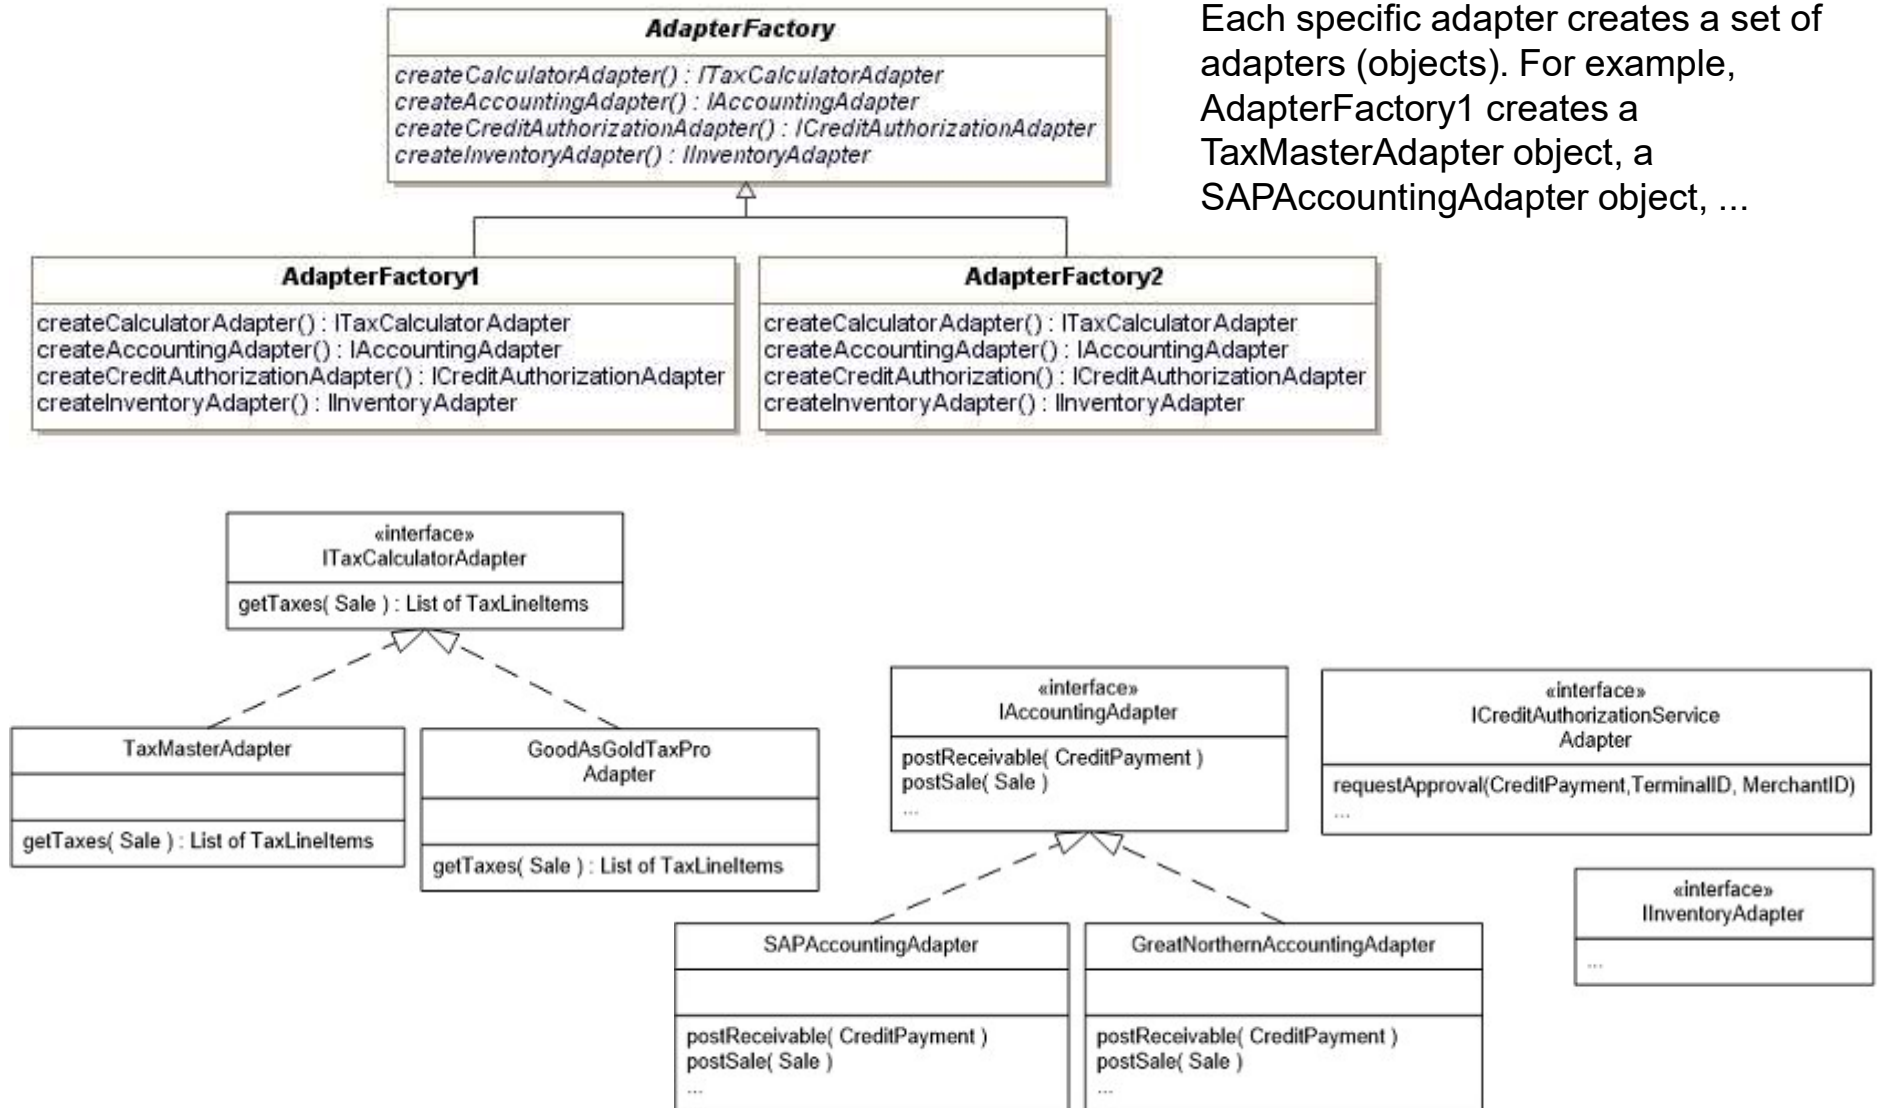 AdapterFactory
createCalculatorAdapter() : ITaxCalculatorAdapter
createAccountingAdapter() : IAccountingAdapter
createCreditAuthorizationAdapter() : ICreditAuthorizationAdapter
createInventoryAdapter() : IInventoryAdapter
Each specific adapter creates a set of
adapters (objects). For example,
AdapterFactory1 creates a
TaxMasterAdapter object, a
SAPAccountingAdapter object, ...
AdapterFactory1
createCalculatorAdapter() : ITaxCalculatorAdapter
createAccountingAdapter() : IAccountingAdapter
createCreditAuthorizationAdapter() : ICreditAuthorizationAdapter
createInventoryAdapter() : IInventoryAdapter
AdapterFactory2
createCalculatorAdapter() : ITaxCalculatorAdapter
createAccountingAdapter() : IAccountingAdapter
createCreditAuthorization() : ICreditAuthorizationAdapter
createInventoryAdapter() : IInventoryAdapter
«interface»
ITaxCalculatorAdapter
getTaxes( Sale ) : List of TaxLineItems
TaxMasterAdapter
getTaxes( Sale ) : List of TaxLineItems
GoodAsGoldTaxPro
Adapter
getTaxes( Sale ) : List of TaxLineItems
«interface»
IAccountingAdapter
postReceivable( CreditPayment )
postSale( Sale )
...
«interface»
ICreditAuthorizationService
Adapter
requestApproval(CreditPayment,TerminalID, MerchantID)
...
«interface»
IInventoryAdapter
...
SAPAccountingAdapter
postReceivable( CreditPayment )
postSale( Sale )
...
GreatNorthernAccountingAdapter
postReceivable( CreditPayment )
postSale( Sale )
...